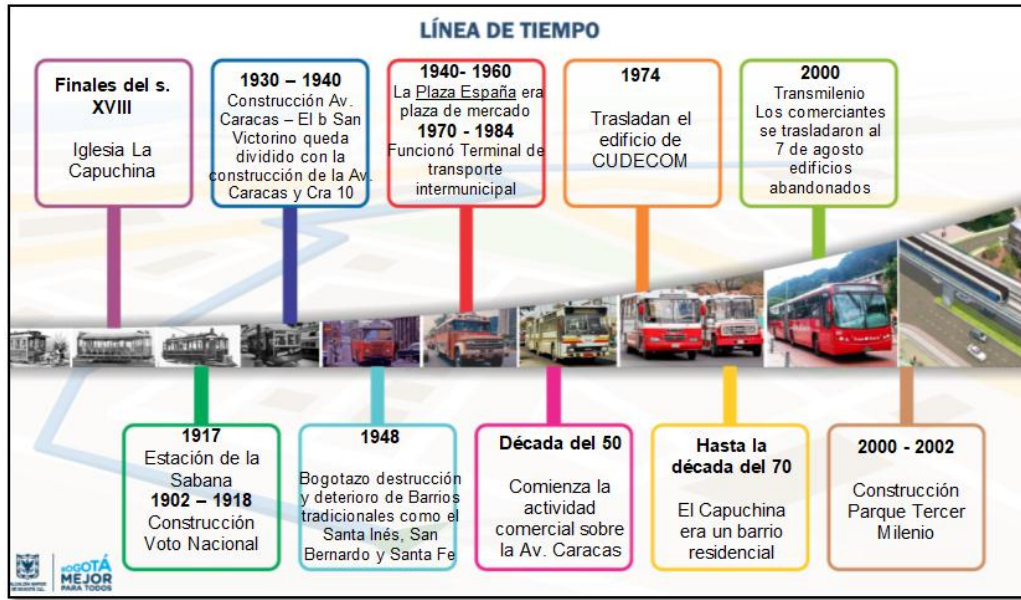 LÍNEA DE TIEMPO
Finales del s.
XVIII
Iglesia La
Capuchina
1930 – 1940
Construcción Av.
Caracas – El b San
Victorino queda
dividido con la
construcción de la Av.
Caracas y Cra 10
1940- 1960
La Plaza España era
plaza de mercado
1970 - 1984
Funcionó Terminal de
transporte
intermunicipal
1974
Trasladan el
edificio de
CUDECOM
2000
Transmilenio
Los comerciantes
se trasladaron al
7 de agosto
edificios
abandonados
1917
Estación de la
Sabana
1902 – 1918
Construcción
Voto Nacional
1948
Bogotazo destrucción
y deterioro de Barrios
tradicionales como el
Santa Inés, San
Bernardo y Santa Fe
Década del 50
Comienza la
actividad
comercial sobre
la Av. Caracas
Hasta la
década del 70
El Capuchina
era un barrio
residencial
2000 - 2002
Construcción
Parque Tercer
Milenio
BOGOTÁ
MEJOR
PARA TODOS